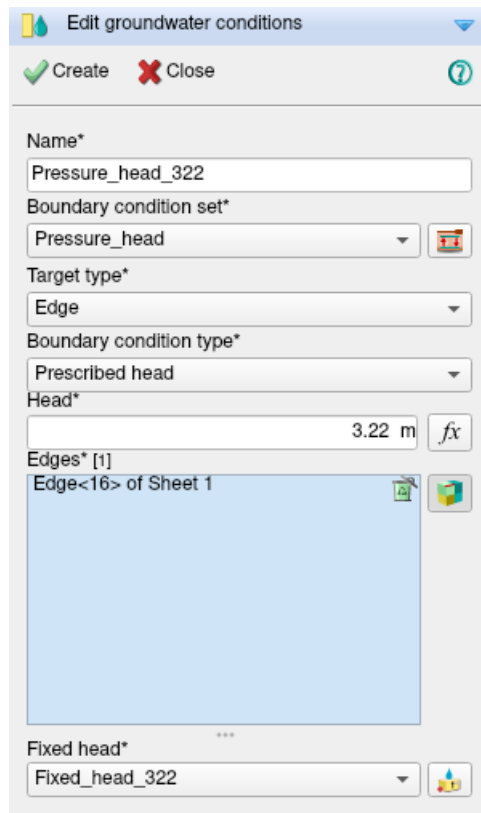 Edit groundwater conditions
Create Close
Name*
Pressure_head_322
Boundary condition set*
Pressure_head
Target type*
Edge
Boundary condition type*
Prescribed head
Head*
3.22 m fx
Edges* [1]
Edge<16> of Sheet 1
Fixed head*
Fixed_head_322